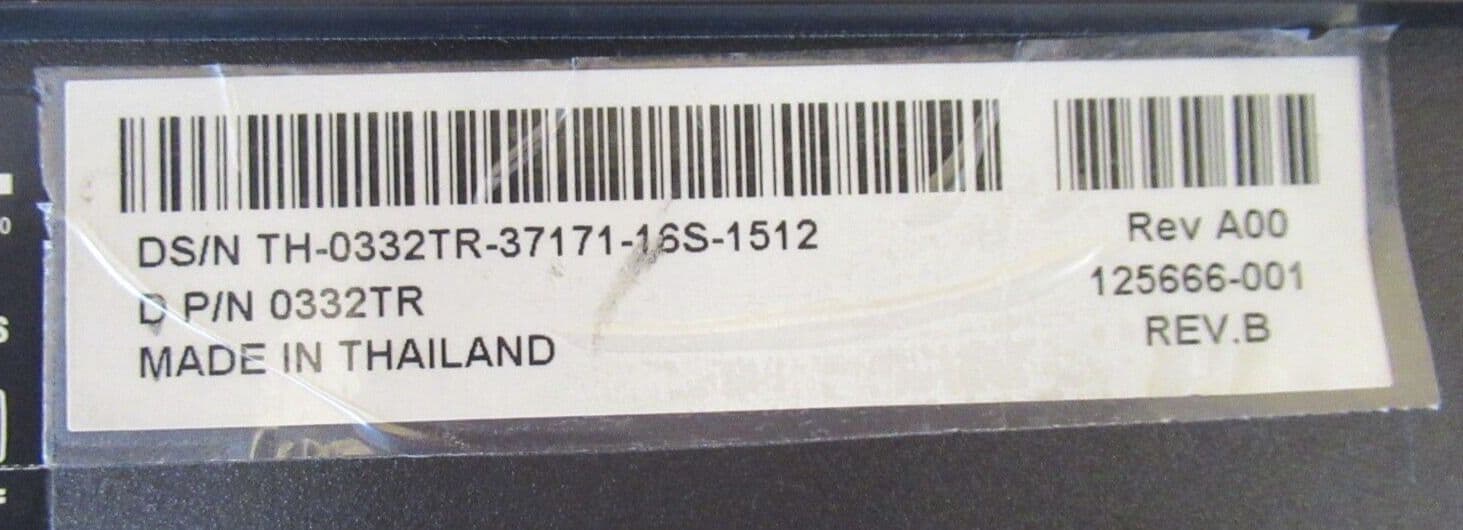 DS/N TH-0332TR-37171-16S-1512
D P/N 0332TR
MADE IN THAILAND
Rev A00
125666-001
REV.B